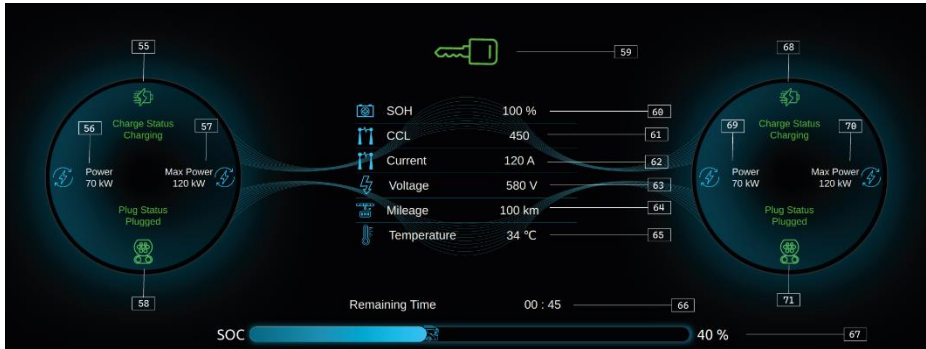 55
68
59
Charge Status
Charging
56
57
Power
70 kW
Max Power
120 kW
Plug Status
Plugged
58
SOH 100 % 60
CCL 450 61
Current 120 A 62
Voltage 580 V 63
Mileage 100 km 64
Temperature 34 °C 65
Charge Status
Charging
69
70
Power
70 kW
Max Power
120 kW
Plug Status
Plugged
71
Remaining Time 00 : 45 66
SOC 40 % 67